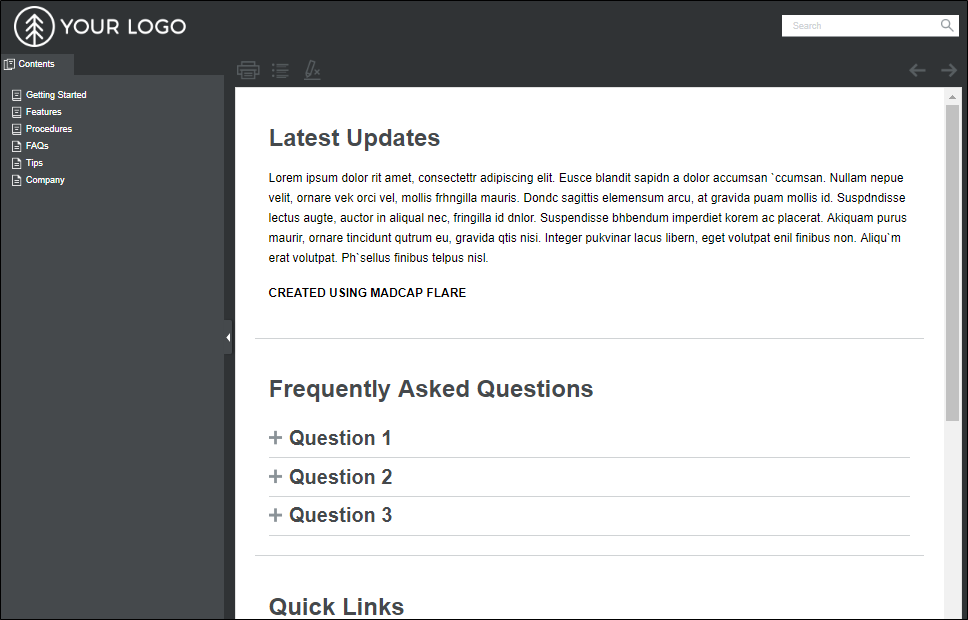 YOUR LOGO
Search
Contents
Getting Started
Features
Procedures
FAQs
Tips
Company
Latest Updates
Lorem ipsum dolor rit amet, consectettr adipiscing elit. Eusce blandit sapidn a dolor accumsan `ccumsan. Nullam nepue
velit, ornare vek orci vel, mollis frhngilla mauris. Dondc sagittis elemensum arcu, at gravida puam mollis id. Suspdndisse
lectus augte, auctor in aliqual nec, fringilla id dnlor. Suspendisse bhbendum imperdiet korem ac placerat. Akiquam purus
maurir, ornare tincidunt qutrum eu, gravida qtis nisi. Integer pukvinar lacus libern, eget volutpat enil finibus non. Aliqu`m
erat volutpat. Ph`sellus finibus telpus nisl.
CREATED USING MADCAP FLARE
Frequently Asked Questions
Question 1
Question 2
Question 3
Quick Links